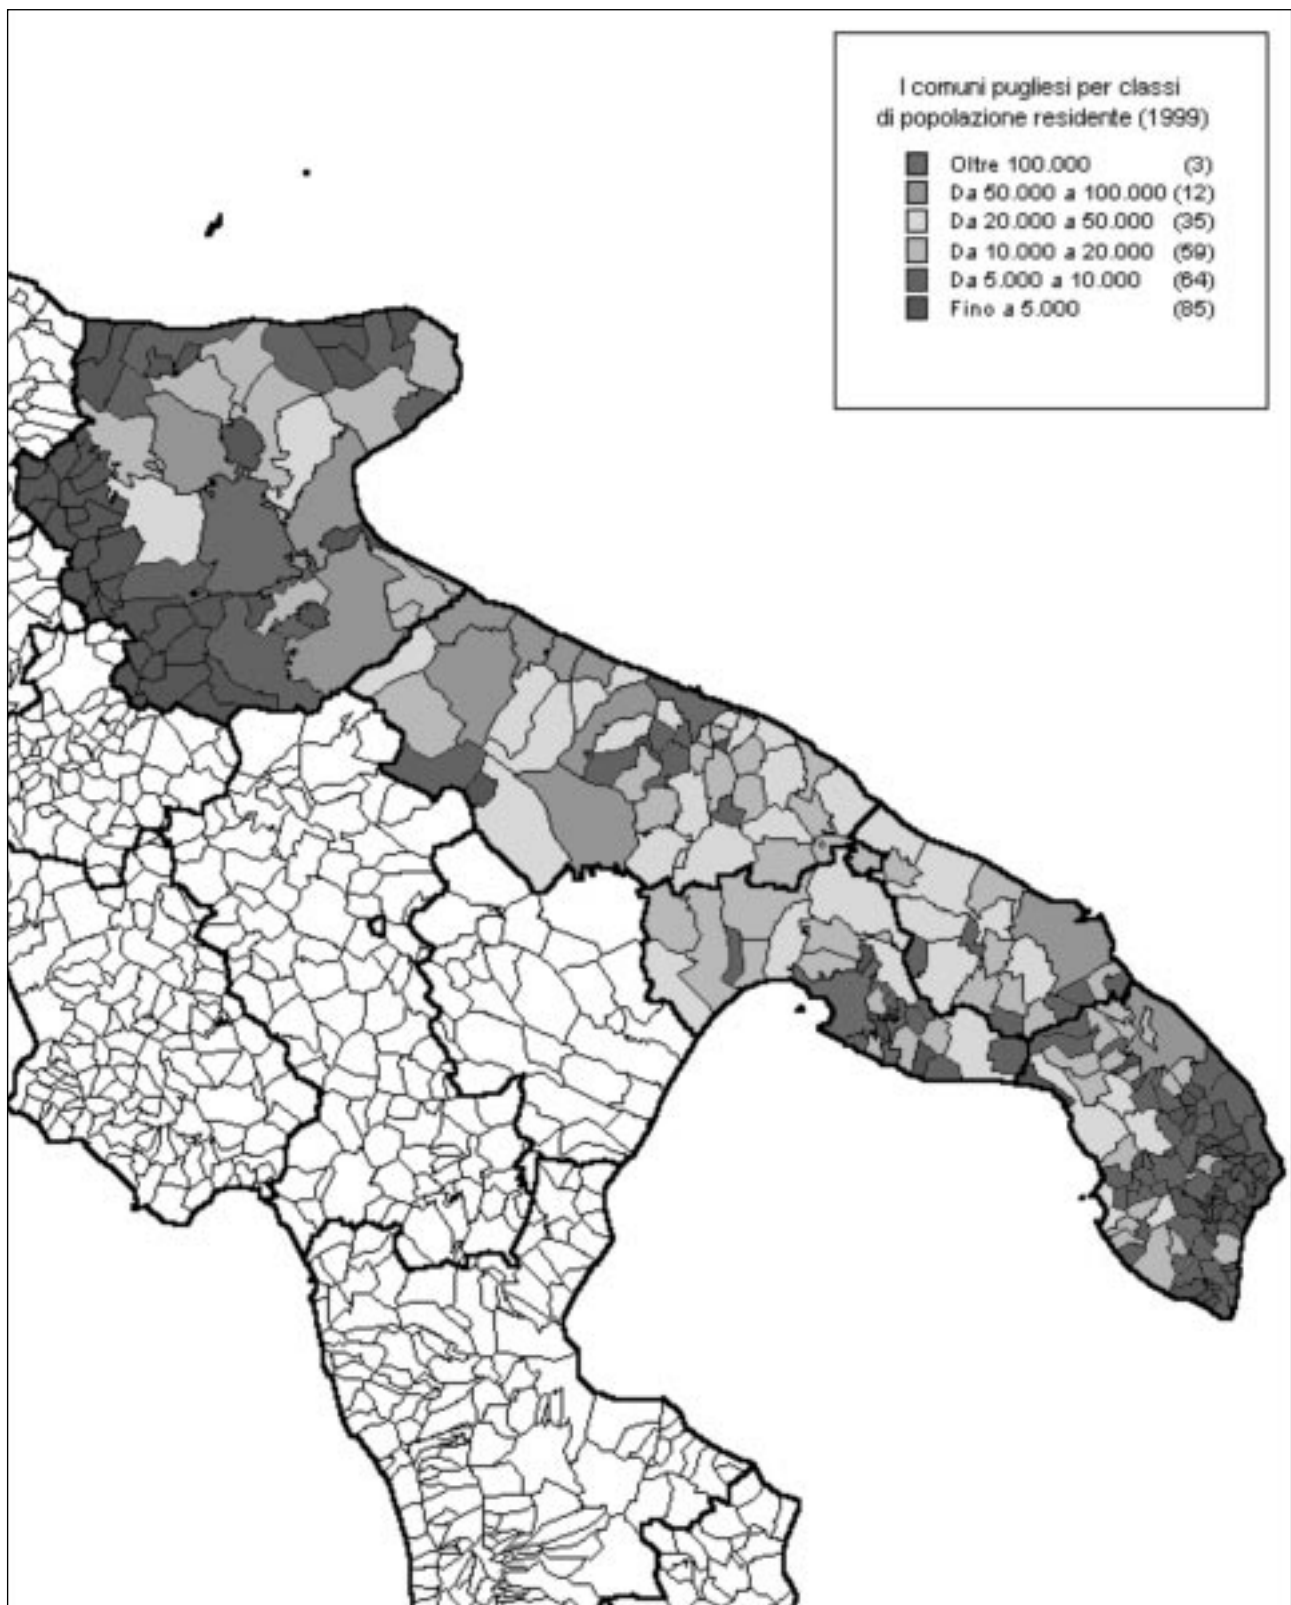 I comuni pugliesi per classi
di popolazione residente (1999)
Oltre 100.000 (3)
Da 50.000 a 100.000 (12)
Da 20.000 a 50.000 (35)
Da 10.000 a 20.000 (59)
Da 5.000 a 10.000 (64)
Fino a 5.000 (85)